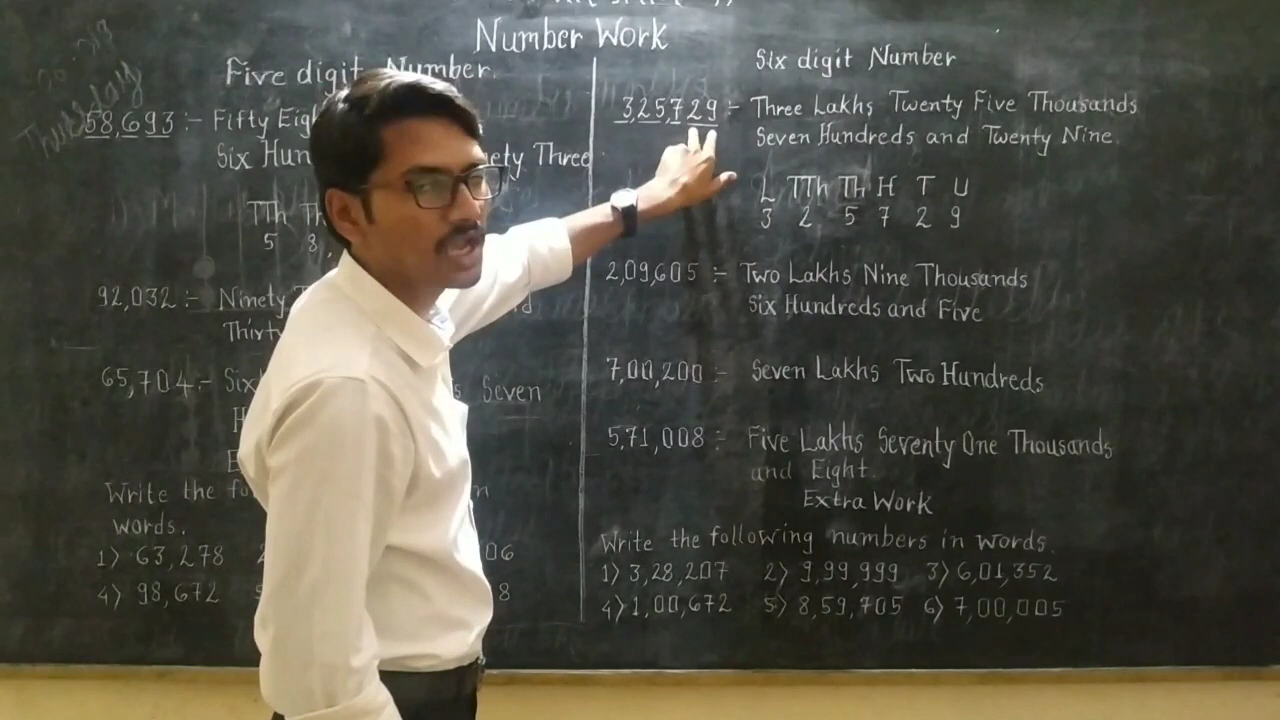 Number Work
Five digit Number.
58,693 :- Fifty
Six ety Three
TTh
5 8
92,032 :- Ninety
Thirty
65,704 :- Seven
Write the
words.
1) 63,278 06
4) 98,672 8
Thursday
Six digit Number
3,25,729 :- Three Lakhs Twenty Five Thousands
Seven Hundreds and Twenty Nine.
L TTh Th H T U
3 2 5 7 2 9
2,09,605 :- Two Lakhs Nine Thousands
Six Hundreds and Five
7,00,200 :- Seven Lakhs Two Hundreds
5,71,008 :- Five Lakhs Seventy One Thousands
and Eight.
Extra Work
Write the following numbers in words.
1) 3,28,207 2) 9,99,999 3) 6,01,352
4) 1,00,672 5) 8,59,705 6) 7,00,005